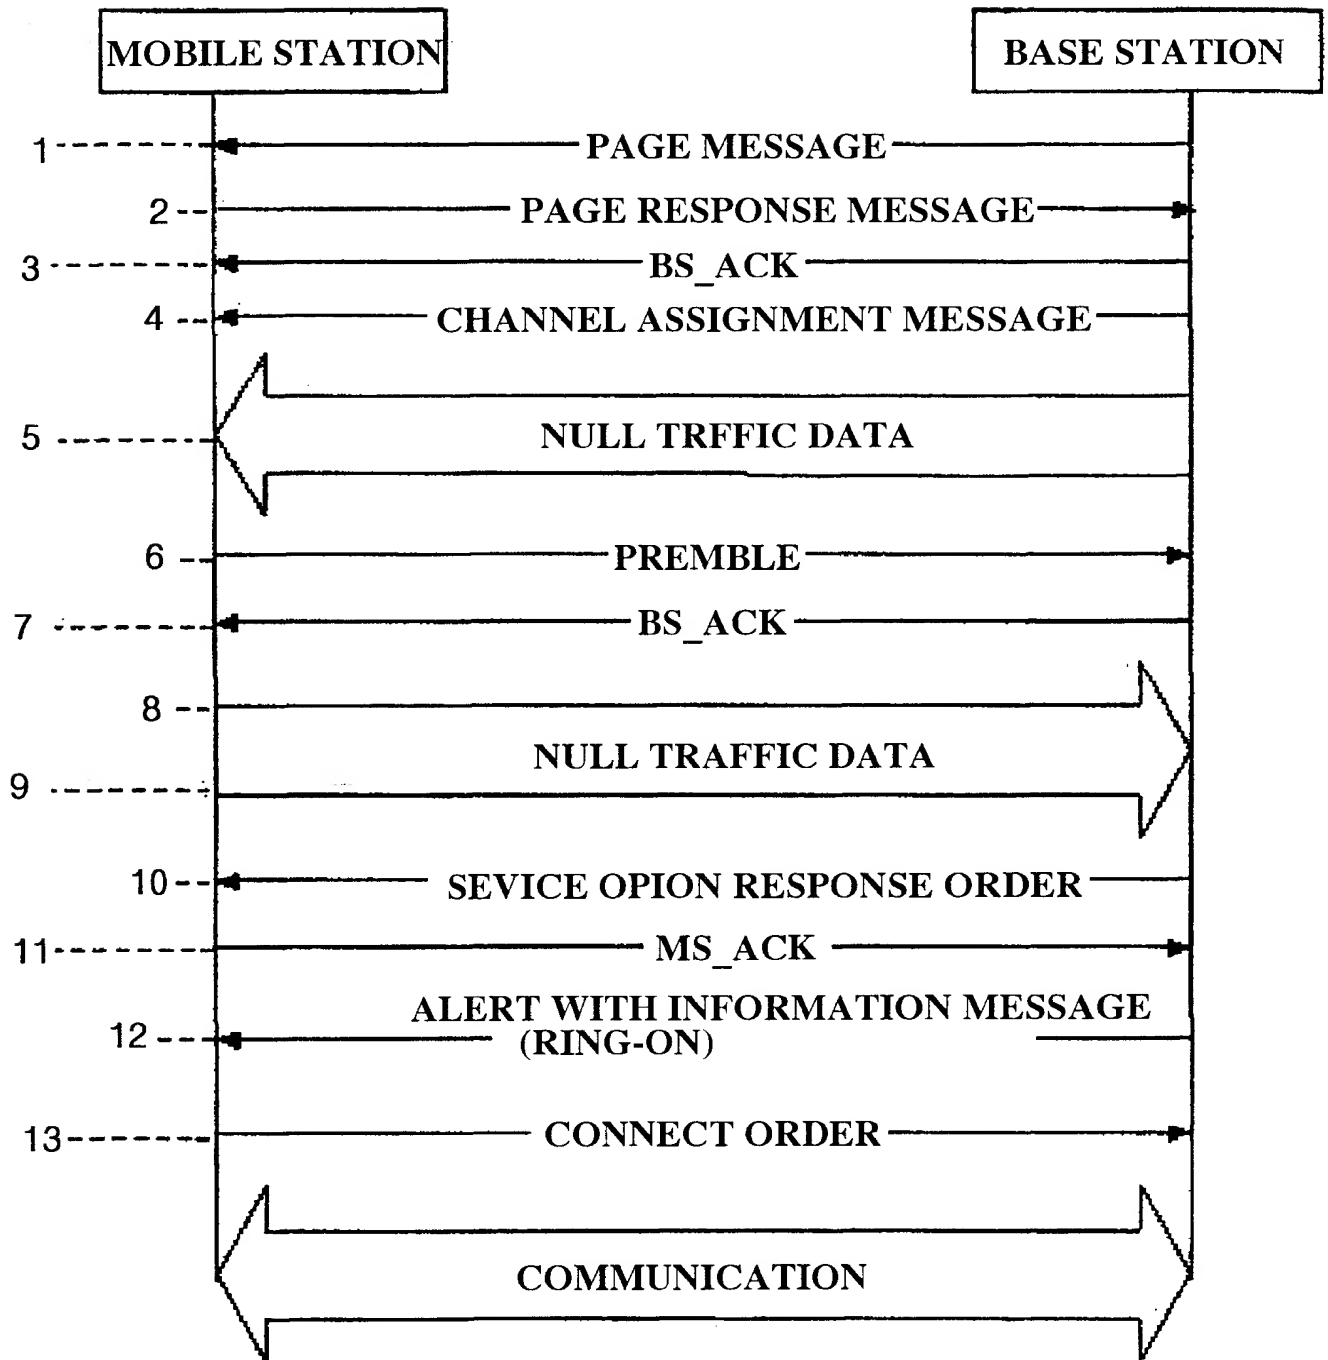 MOBILE STATION
BASE STATION
1 PAGE MESSAGE
2 PAGE RESPONSE MESSAGE
3 BS_ACK
4 CHANNEL ASSIGNMENT MESSAGE
5 NULL TRFFIC DATA
6 PREMBLE
7 BS_ACK
8
NULL TRAFFIC DATA
9
10 SEVICE OPION RESPONSE ORDER
11 MS_ACK
ALERT WITH INFORMATION MESSAGE
12 (RING-ON)
13 CONNECT ORDER
COMMUNICATION